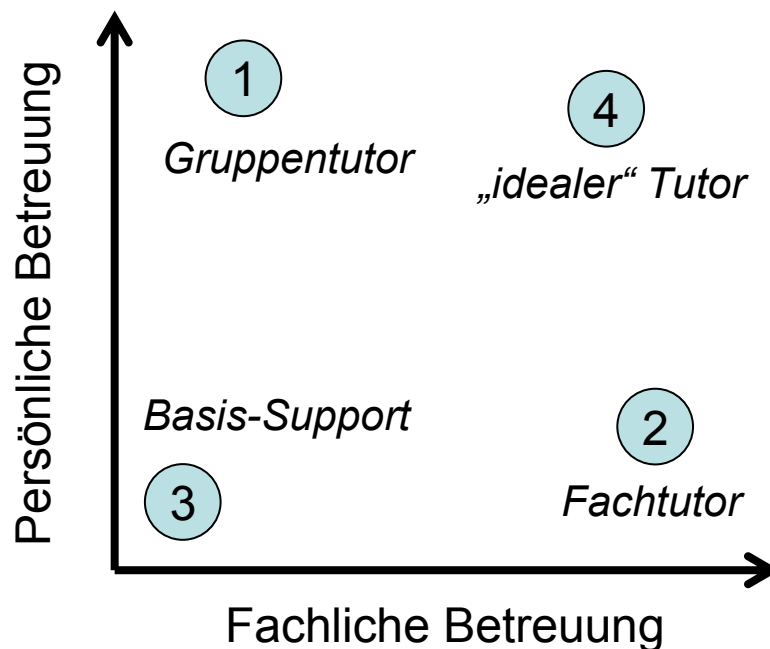 Persönliche Betreuung
1
Gruppentutor
4
„idealer“ Tutor
Basis-Support
3
2
Fachtutor
Fachliche Betreuung